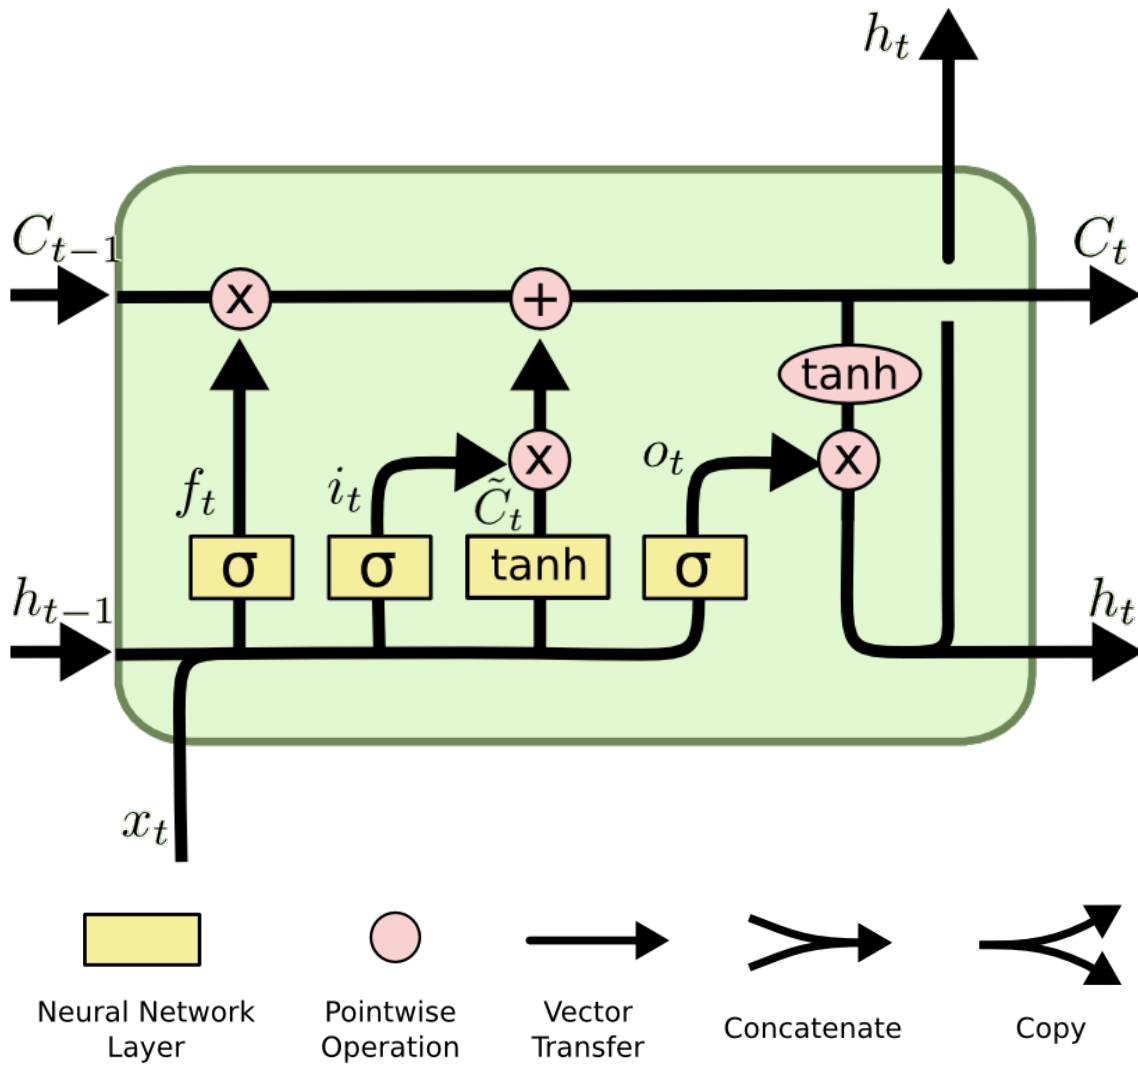 h_t
C_{t−1}
C_t
x
+
tanh
x
x
f_t
i_t
C̃_t
o_t
σ
σ
tanh
σ
h_{t−1}
h_t
x_t
Neural Network
Layer
Pointwise
Operation
Vector
Transfer
Concatenate
Copy